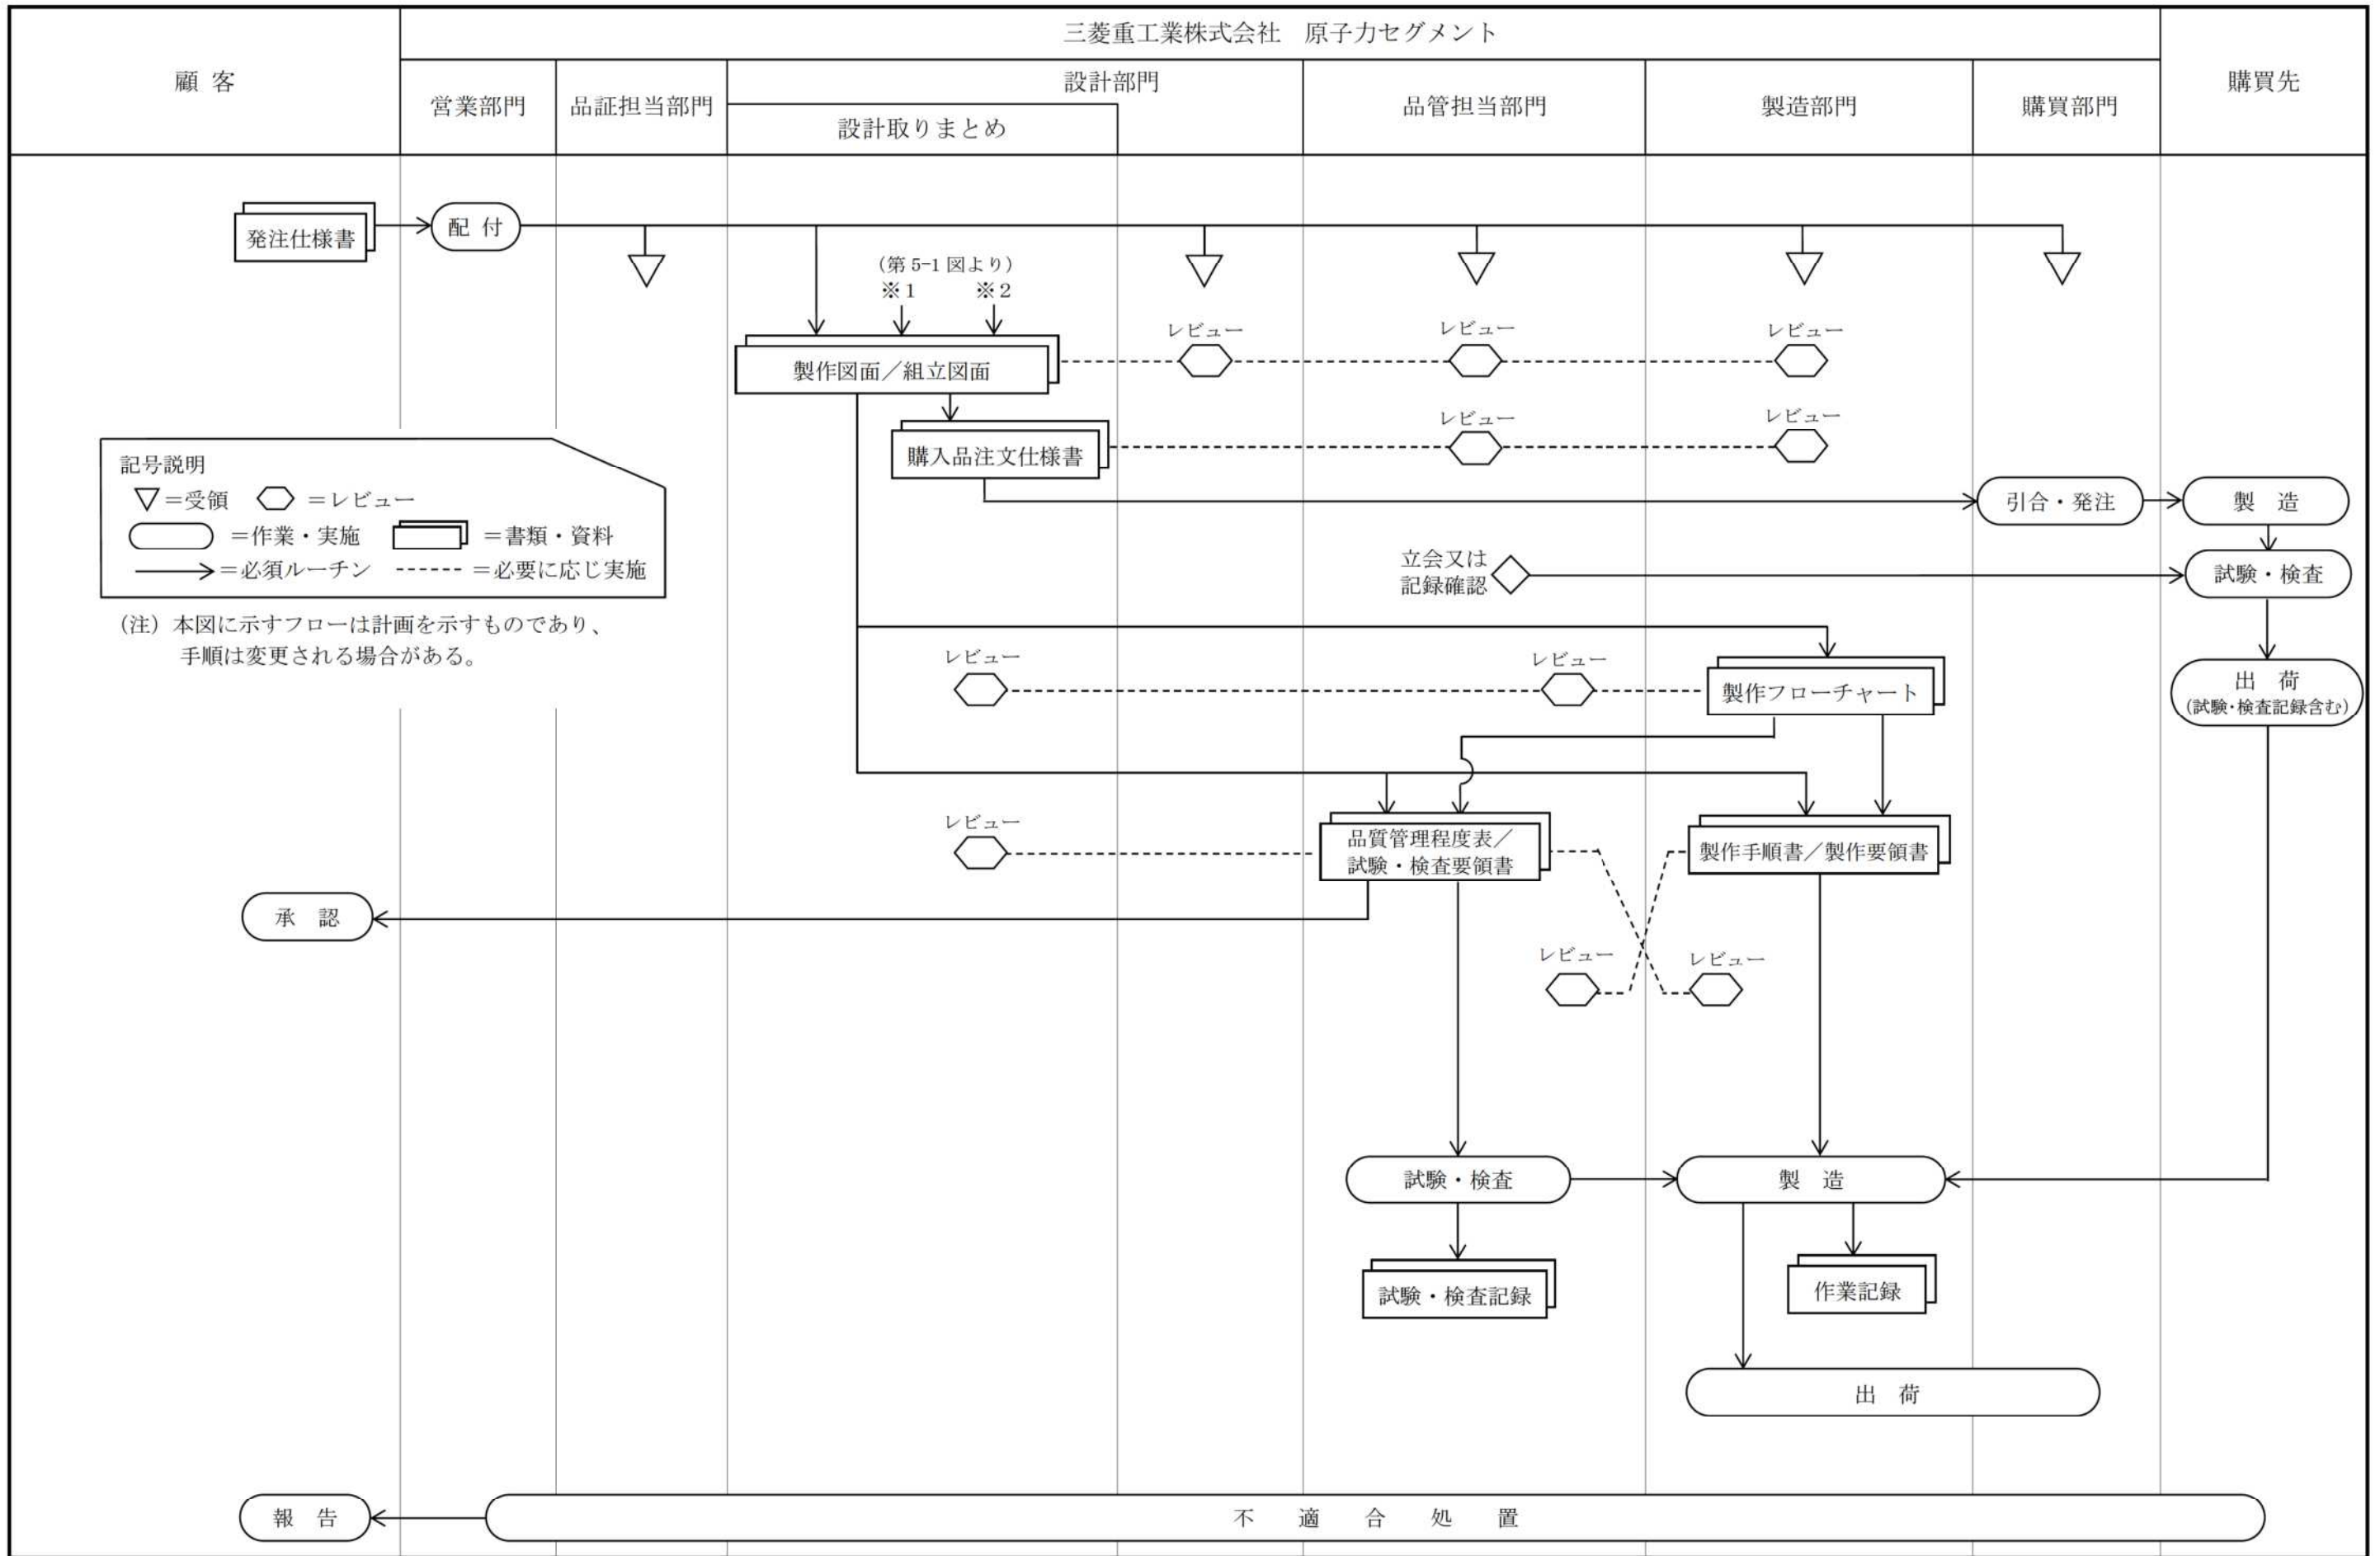 三菱重工業株式会社　原子力セグメント
顧 客
営業部門
品証担当部門
設計部門
設計取りまとめ
品管担当部門
製造部門
購買部門
購買先
発注仕様書
配 付
（第 5-1 図より）
※1
※2
製作図面／組立図面
レビュー
レビュー
レビュー
購入品注文仕様書
レビュー
レビュー
記号説明
＝受領
＝レビュー
＝作業・実施
＝書類・資料
＝必須ルーチン
＝必要に応じ実施
（注）本図に示すフローは計画を示すものであり、
手順は変更される場合がある。
引合・発注
製　造
立会又は
記録確認
試験・検査
レビュー
レビュー
製作フローチャート
出　荷
（試験・検査記録含む）
レビュー
品質管理程度表／
試験・検査要領書
製作手順書／製作要領書
承　認
レビュー
レビュー
試験・検査
製　造
試験・検査記録
作業記録
出　荷
報　告
不　適　合　処　置